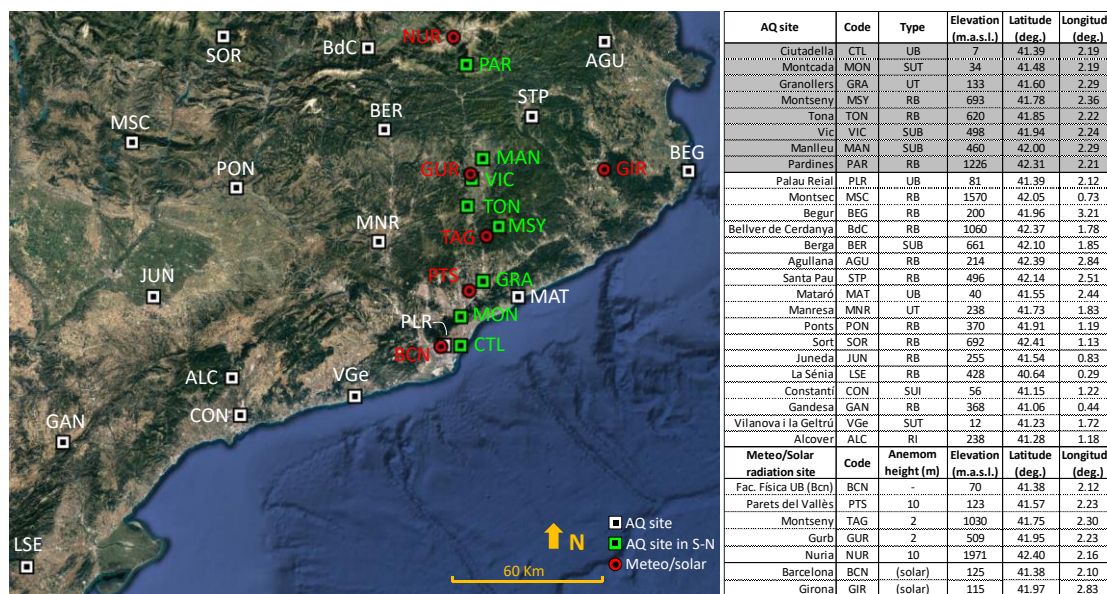 SOR
BdC
NUR
AGU
PAR
STP
BER
MSC
PON
MAN
BEG
GUR
GIR
VIC
TON
MNR
MSY
TAG
JUN
PTS
GRA
MAT
PLR
MON
BCN
CTL
ALC
VGe
CON
GAN
LSE
N
AQ site
AQ site in S-N
Meteo/solar
60 Km
AQ site Code Type Elevation (m.a.s.l.) Latitude (deg.) Longitud (deg.)
Ciutadella CTL UB 7 41.39 2.19
Montcada MON SUT 34 41.48 2.19
Granollers GRA UT 133 41.60 2.29
Montseny MSY RB 693 41.78 2.36
Tona TON RB 620 41.85 2.22
Vic VIC SUB 498 41.94 2.24
Manlleu MAN SUB 460 42.00 2.29
Pardines PAR RB 1226 42.31 2.21
Palau Reial PLR UB 81 41.39 2.12
Montsec MSC RB 1570 42.05 0.73
Begur BEG RB 200 41.96 3.21
Bellver de Cerdanya BdC RB 1060 42.37 1.78
Berga BER SUB 661 42.10 1.85
Agullana AGU RB 214 42.39 2.84
Santa Pau STP RB 496 42.14 2.51
Mataró MAT UB 40 41.55 2.44
Manresa MNR UT 238 41.73 1.83
Ponts PON RB 370 41.91 1.19
Sort SOR RB 692 42.41 1.13
Juneda JUN RB 255 41.54 0.83
La Sénia LSE RB 428 40.64 0.29
Constantí CON SUI 56 41.15 1.22
Gandesa GAN RB 368 41.06 0.44
Vilanova i la Geltrú VGe SUT 12 41.23 1.72
Alcover ALC RI 238 41.28 1.18
Meteo/Solar radiation site Code Anemom height (m) Elevation (m.a.s.l.) Latitude (deg.) Longitud (deg.)
Fac. Física UB (Bcn) BCN - 70 41.38 2.12
Parets del Vallès PTS 10 123 41.57 2.23
Montseny TAG 2 1030 41.75 2.30
Gurb GUR 2 509 41.95 2.23
Nuria NUR 10 1971 42.40 2.16
Barcelona BCN (solar) 125 41.38 2.10
Girona GIR (solar) 115 41.97 2.83